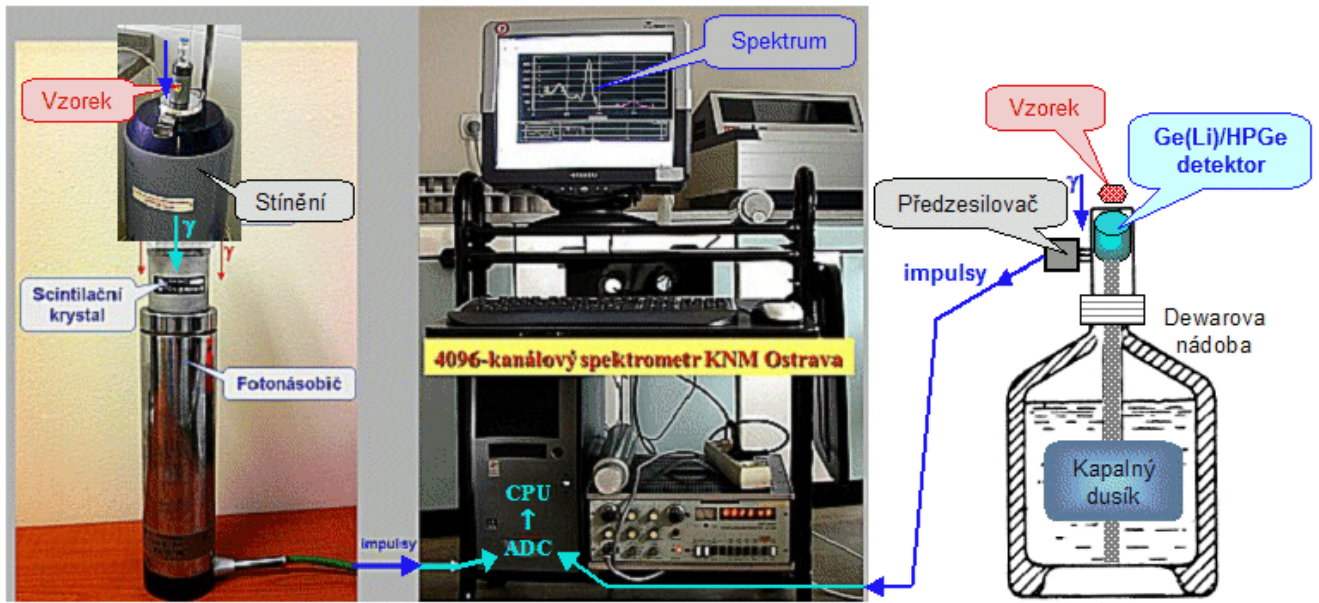 Vzorek
Stínění
γ
γ
γ
Scintilační
krystal
Fotonásobič
impulsy
Spektrum
4096-kanálový spektrometr KNM Ostrava
CPU
↑
ADC
Vzorek
Ge(Li)/HPGe
detektor
γ
Předzesilovač
impulsy
Dewarova
nádoba
Kapalný
dusík